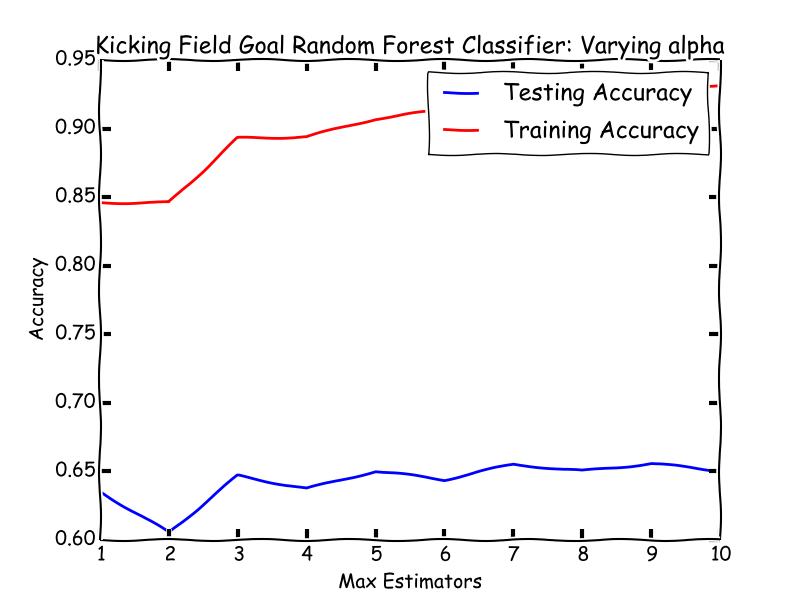 Kicking Field Goal Random Forest Classifier: Varying alpha
0.95
0.90
0.85
0.80
0.75
0.70
0.65
0.60
Accuracy
Testing Accuracy
Training Accuracy
1 2 3 4 5 6 7 8 9 10
Max Estimators